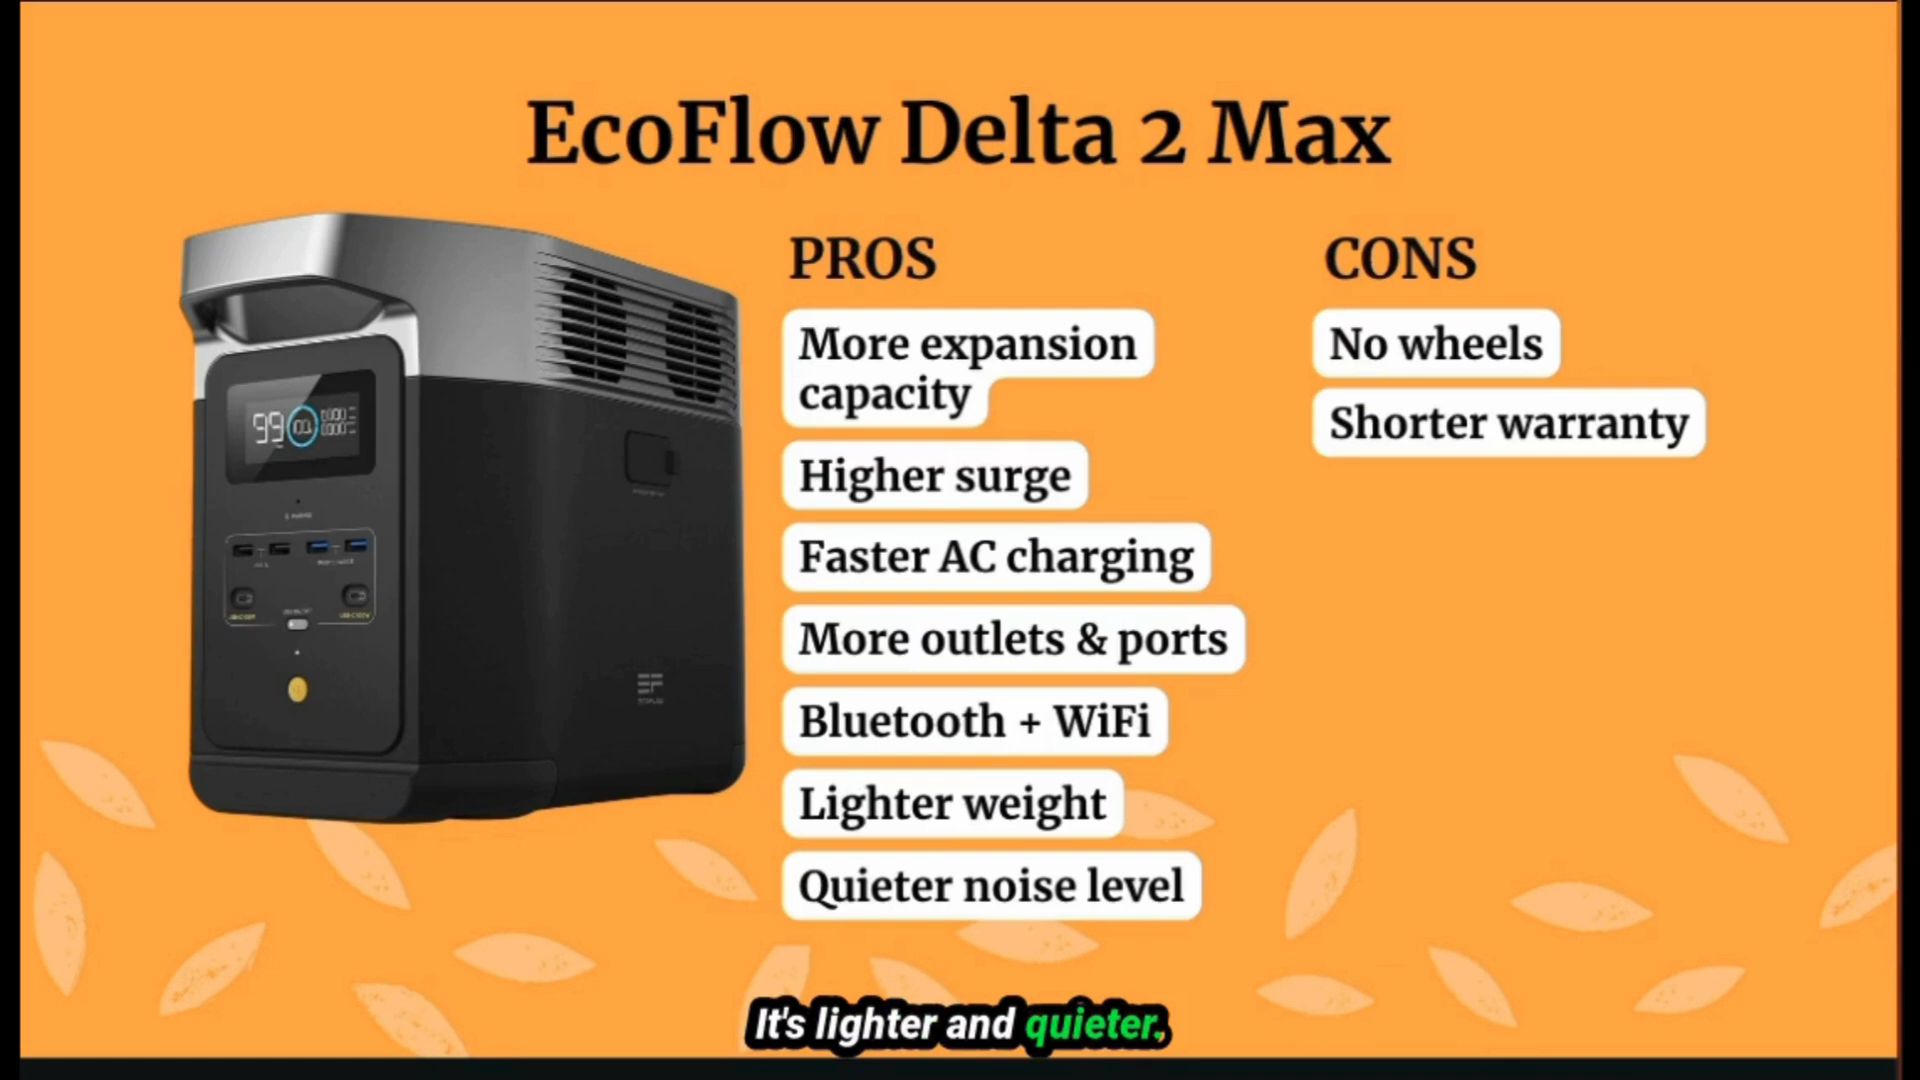 EcoFlow Delta 2 Max
PROS
More expansion
capacity
Higher surge
Faster AC charging
More outlets & ports
Bluetooth + WiFi
Lighter weight
Quieter noise level
CONS
No wheels
Shorter warranty
99
It's lighter and quieter,